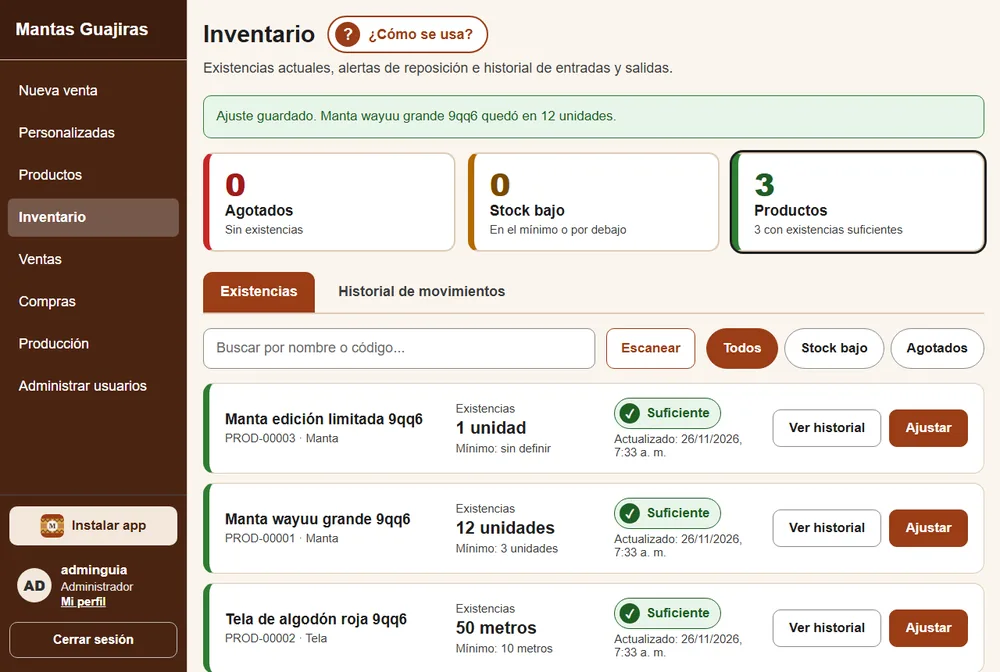 Mantas Guajiras
Nueva venta
Personalizadas
Productos
Inventario
Ventas
Compras
Producción
Administrar usuarios
M
Instalar app
AD
adminguia
Administrador
Mi perfil
Cerrar sesión
Inventario
? ¿Cómo se usa?
Existencias actuales, alertas de reposición e historial de entradas y salidas.
Ajuste guardado. Manta wayuu grande 9qq6 quedó en 12 unidades.
0
Agotados
Sin existencias
0
Stock bajo
En el mínimo o por debajo
3
Productos
3 con existencias suficientes
Existencias
Historial de movimientos
Buscar por nombre o código...
Escanear
Todos
Stock bajo
Agotados
Manta edición limitada 9qq6
PROD-00003 · Manta
Existencias
1 unidad
Mínimo: sin definir
✓ Suficiente
Actualizado: 26/11/2026,
7:33 a. m.
Ver historial
Ajustar
Manta wayuu grande 9qq6
PROD-00001 · Manta
Existencias
12 unidades
Mínimo: 3 unidades
✓ Suficiente
Actualizado: 26/11/2026,
7:33 a. m.
Ver historial
Ajustar
Tela de algodón roja 9qq6
PROD-00002 · Tela
Existencias
50 metros
Mínimo: 10 metros
✓ Suficiente
Actualizado: 26/11/2026,
7:33 a. m.
Ver historial
Ajustar